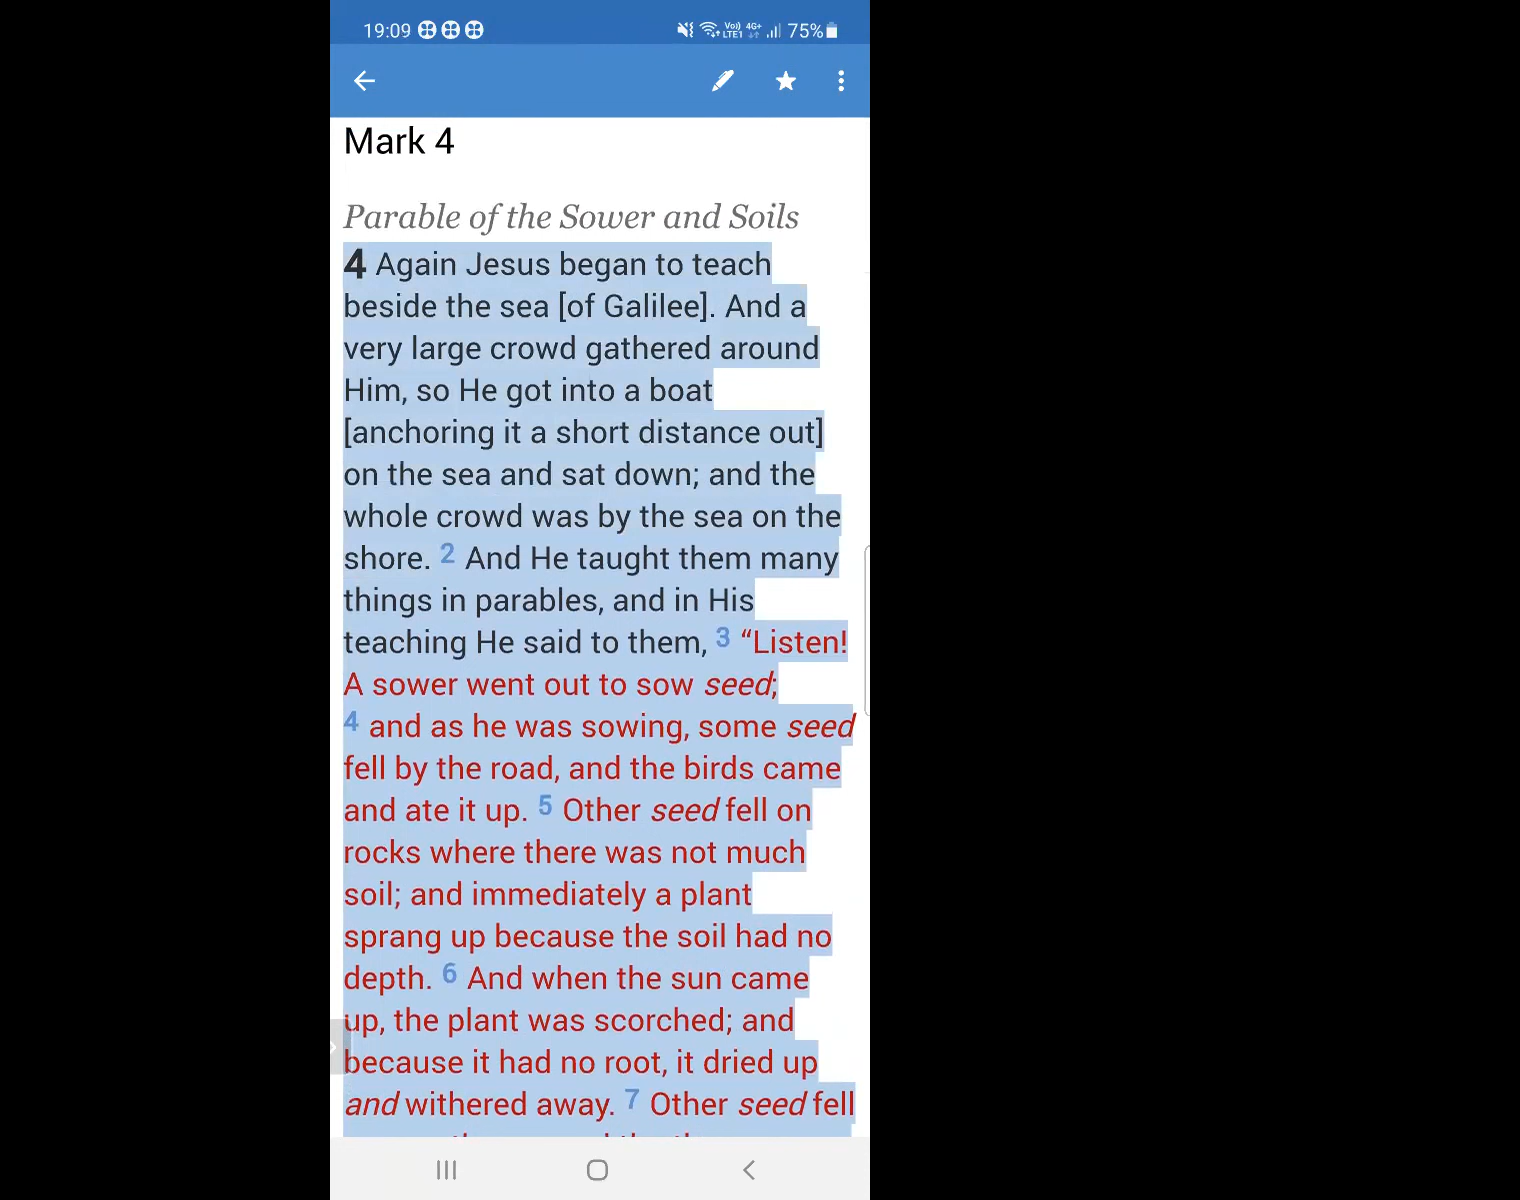 19:09 Vo) LTE1 4G+ 75%
Mark 4
Parable of the Sower and Soils
4 Again Jesus began to teach
beside the sea [of Galilee]. And a
very large crowd gathered around
Him, so He got into a boat
[anchoring it a short distance out]
on the sea and sat down; and the
whole crowd was by the sea on the
shore. 2 And He taught them many
things in parables, and in His
teaching He said to them, 3 “Listen!
A sower went out to sow seed;
4 and as he was sowing, some seed
fell by the road, and the birds came
and ate it up. 5 Other seed fell on
rocks where there was not much
soil; and immediately a plant
sprang up because the soil had no
depth. 6 And when the sun came
up, the plant was scorched; and
because it had no root, it dried up
and withered away. 7 Other seed fell